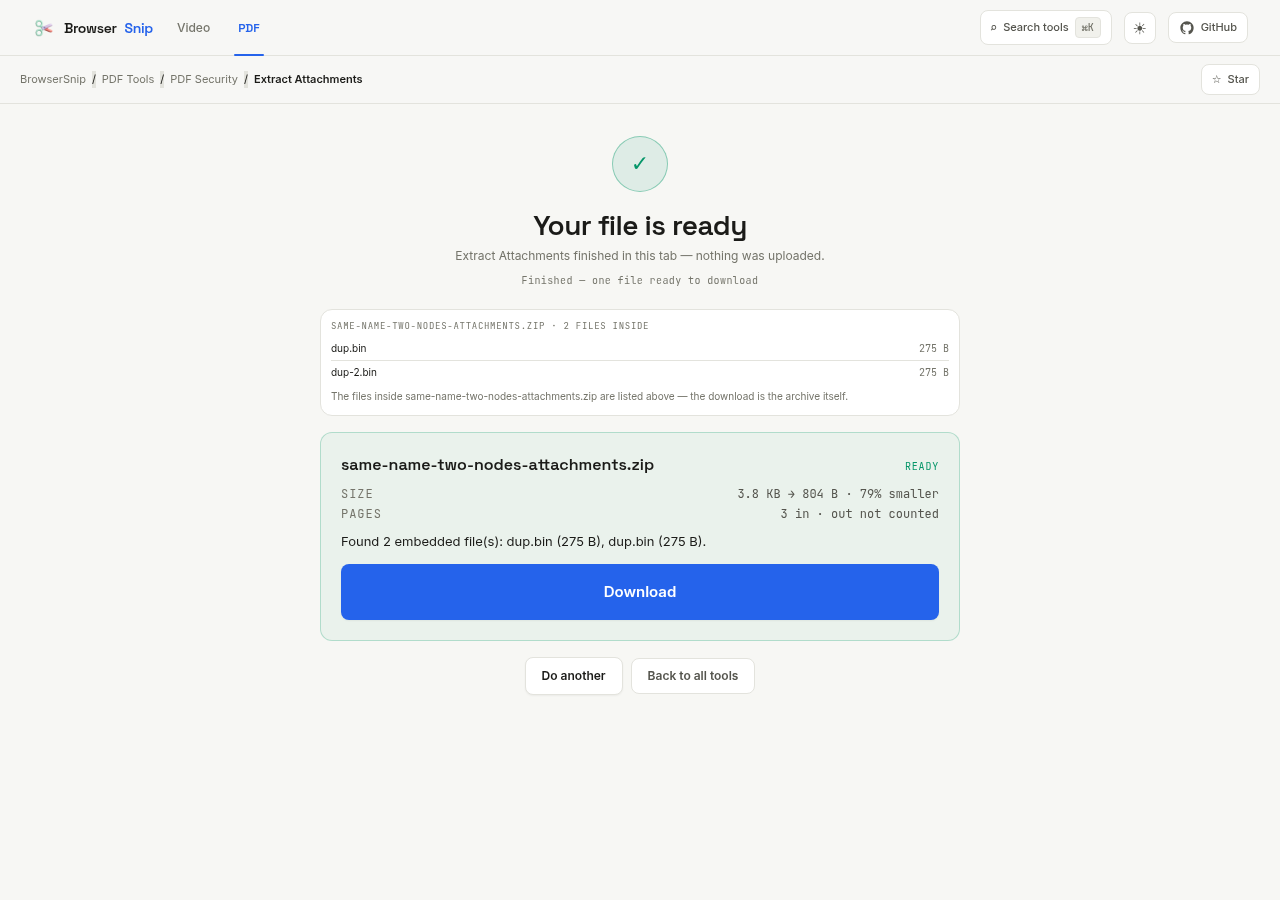 Browser Snip Video PDF Search tools ⌘K GitHub
BrowserSnip / PDF Tools / PDF Security / Extract Attachments ☆ Star
✓
Your file is ready
Extract Attachments finished in this tab — nothing was uploaded.
Finished — one file ready to download
SAME-NAME-TWO-NODES-ATTACHMENTS.ZIP · 2 FILES INSIDE
dup.bin 275 B
dup-2.bin 275 B
The files inside same-name-two-nodes-attachments.zip are listed above — the download is the archive itself.
same-name-two-nodes-attachments.zip READY
SIZE 3.8 KB → 804 B · 79% smaller
PAGES 3 in · out not counted
Found 2 embedded file(s): dup.bin (275 B), dup.bin (275 B).
Download
Do another Back to all tools